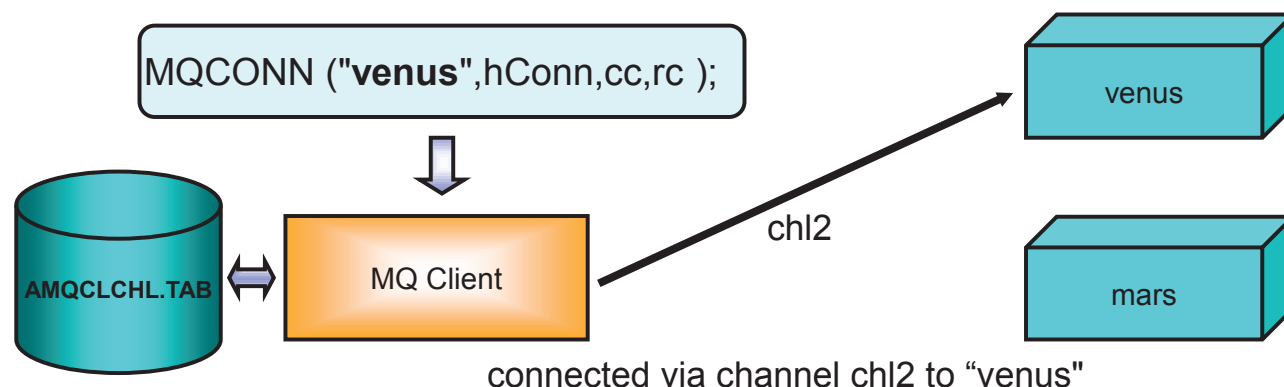 MQCONN ("venus",hConn,cc,rc );
venus
chl2
AMQCLCHL.TAB
MQ Client
mars
connected via channel chl2 to “venus"